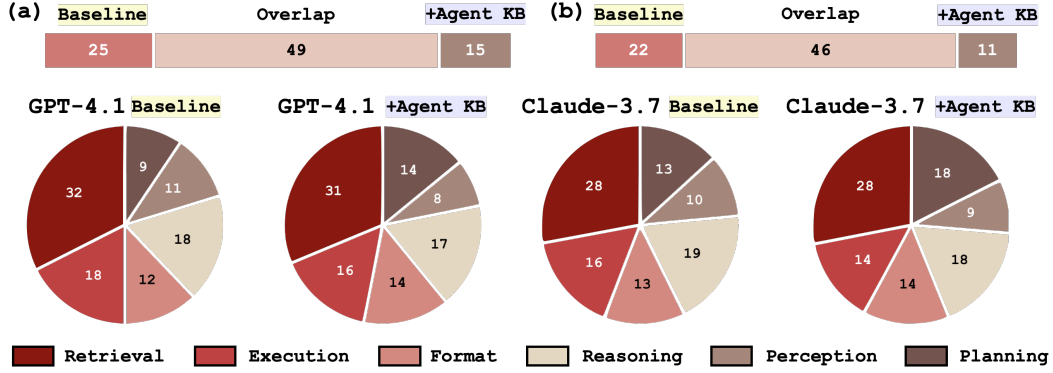 (a) Baseline Overlap +Agent KB
25 49 15
(b) Baseline Overlap +Agent KB
22 46 11
GPT-4.1 Baseline
9
11
18
12
18
32
GPT-4.1 +Agent KB
14
8
17
14
16
31
Claude-3.7 Baseline
13
10
19
13
16
28
Claude-3.7 +Agent KB
18
9
18
14
14
28
Retrieval Execution Format Reasoning Perception Planning